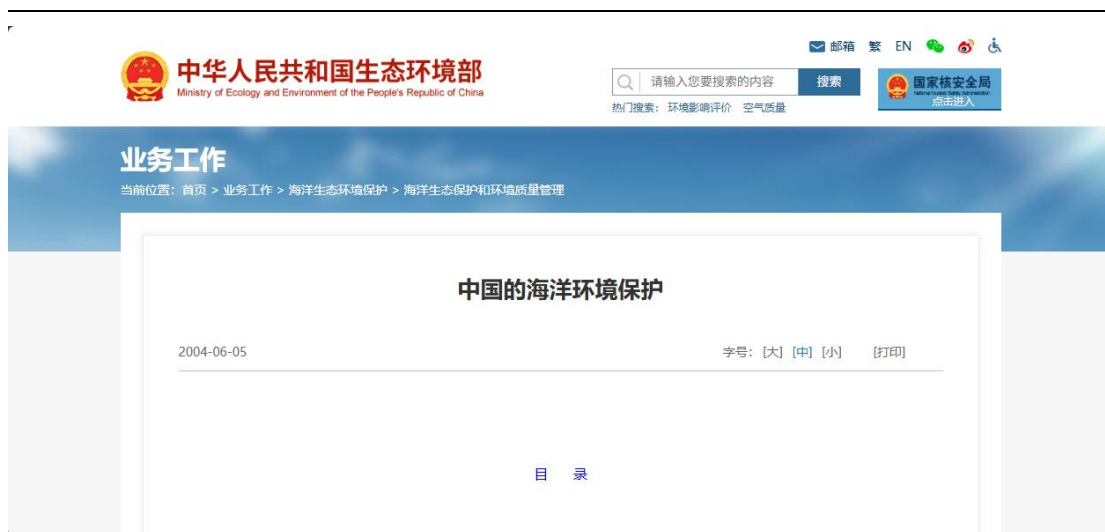 邮箱 繁 EN
中华人民共和国生态环境部
Ministry of Ecology and Environment of the People's Republic of China
请输入您要搜索的内容 搜索
国家核安全局
点击进入
热门搜索： 环境影响评价 空气质量
业务工作
当前位置：首页 > 业务工作 > 海洋生态环境保护 > 海洋生态保护和环境质量管理
中国的海洋环境保护
2004-06-05 字号：[大] [中] [小] [打印]
目 录